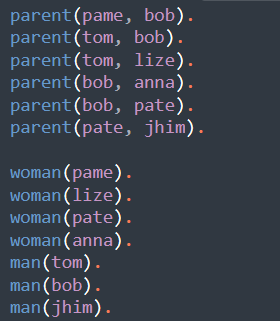 parent(pame, bob).
parent(tom, bob).
parent(tom, lize).
parent(bob, anna).
parent(bob, pate).
parent(pate, jhim).
woman(pame).
woman(lize).
woman(pate).
woman(anna).
man(tom).
man(bob).
man(jhim).